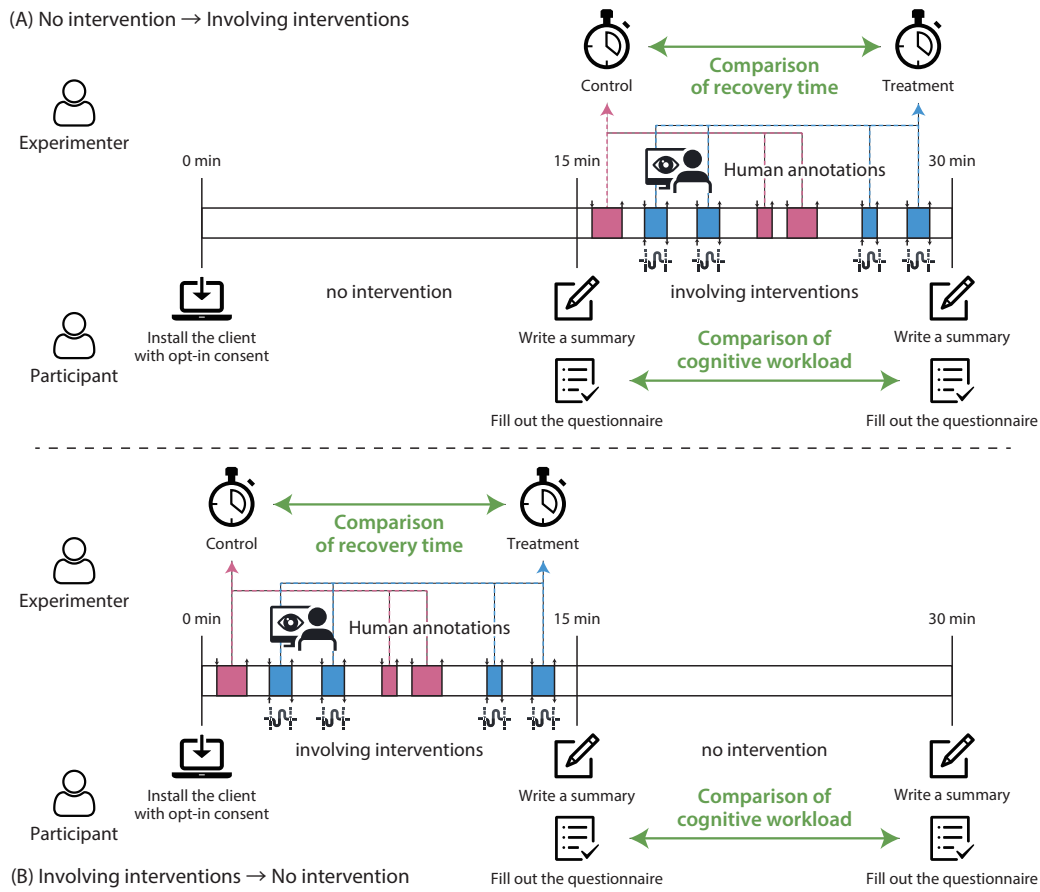 (A) No intervention → Involving interventions
Control
Comparison
of recovery time
Treatment
Experimenter
0 min
15 min
30 min
Human annotations
no intervention
involving interventions
Install the client
with opt-in consent
Write a summary
Write a summary
Participant
Comparison of
cognitive workload
Fill out the questionnaire
Fill out the questionnaire
Control
Comparison
of recovery time
Treatment
Experimenter
0 min
15 min
30 min
Human annotations
involving interventions
no intervention
Install the client
with opt-in consent
Write a summary
Write a summary
Participant
Comparison of
cognitive workload
(B) Involving interventions → No intervention
Fill out the questionnaire
Fill out the questionnaire